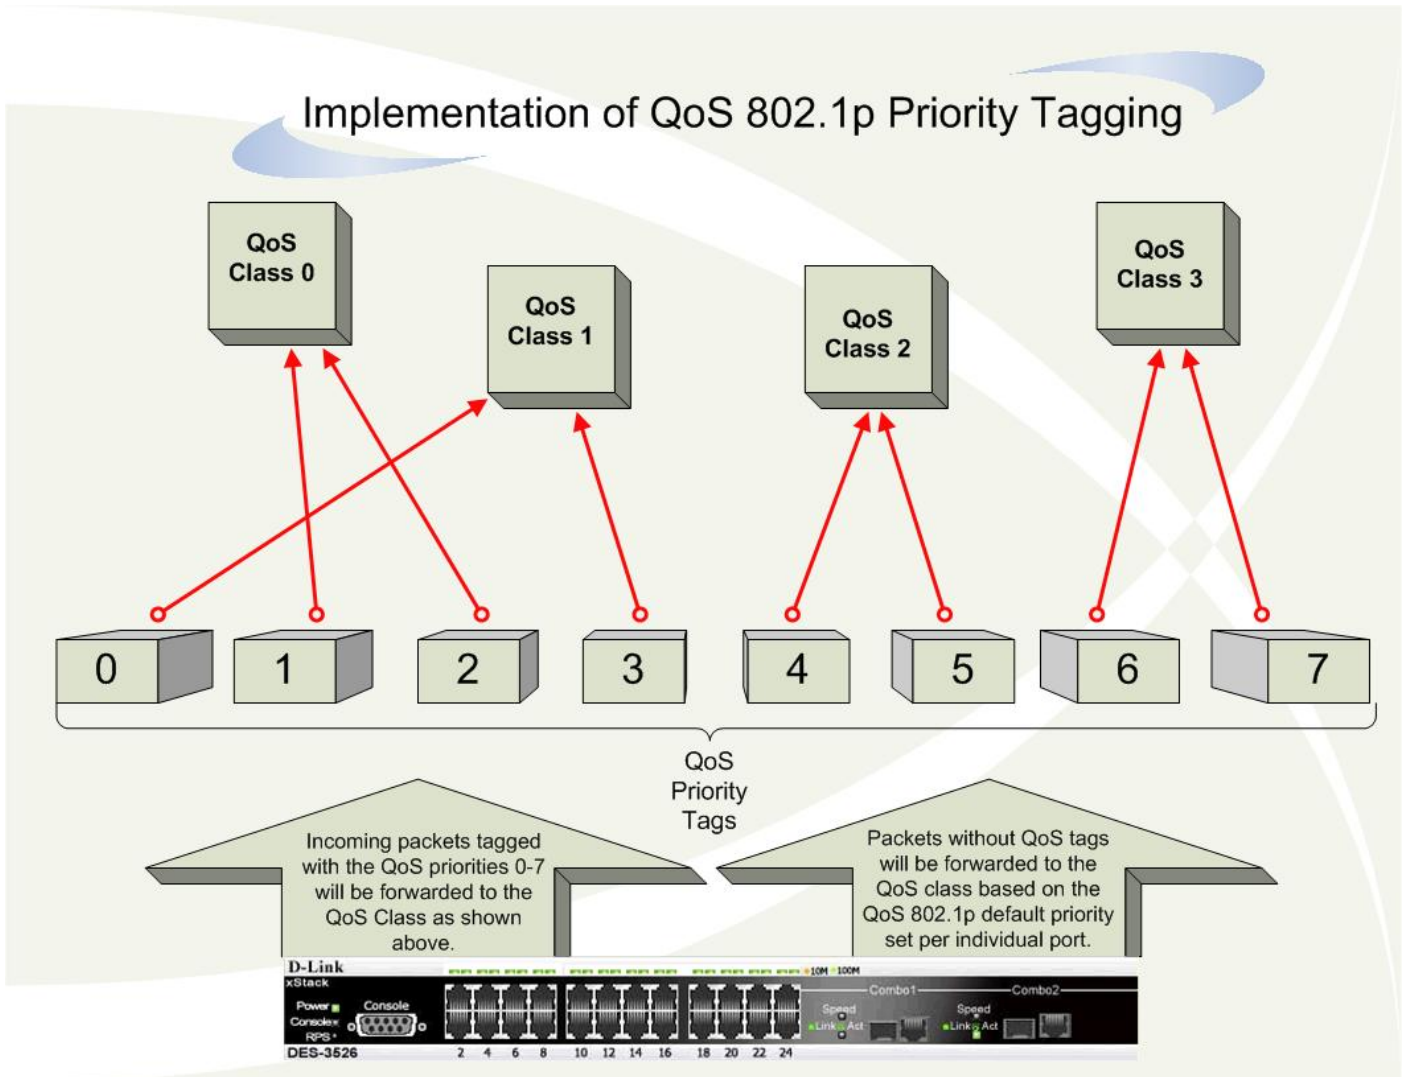 Implementation of QoS 802.1p Priority Tagging
QoS
Class 0
QoS
Class 1
QoS
Class 2
QoS
Class 3
0 1 2 3 4 5 6 7
QoS
Priority
Tags
Incoming packets tagged
with the QoS priorities 0-7
will be forwarded to the
QoS Class as shown
above.
Packets without QoS tags
will be forwarded to the
QoS class based on the
QoS 802.1p default priority
set per individual port.
D-Link
xStack
10M 100M
Combo1
Combo2
Power
Console
Console
RPS
Speed
Link Act
Speed
Link Act
DES-3526
2 4 6 8 10 12 14 16 18 20 22 24